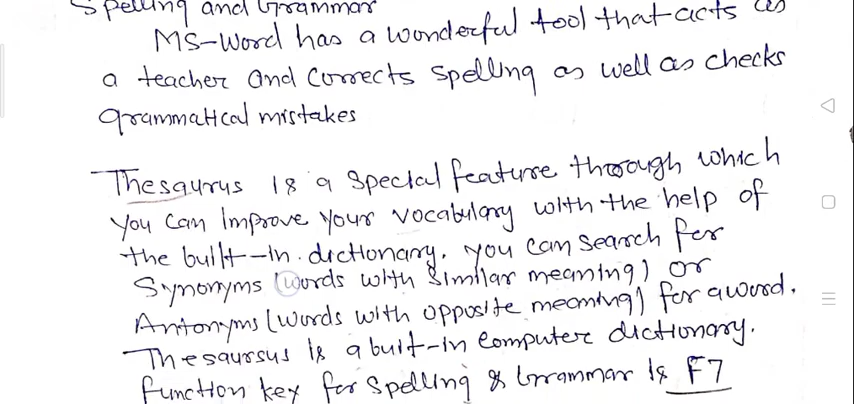 Spelling and Grammar
MS-Word has a wonderful tool that acts as
a teacher and corrects spelling as well as checks
grammatical mistakes
Thesaurus is a special feature through which
you can improve your vocabulary with the help of
the built-in dictionary. you can search for
Synonyms (words with similar meaning) or
Antonyms (words with opposite meaning) for a word.
Thesaursus is a buit-in computer dictionary.
function key for spelling & Grammar is F7